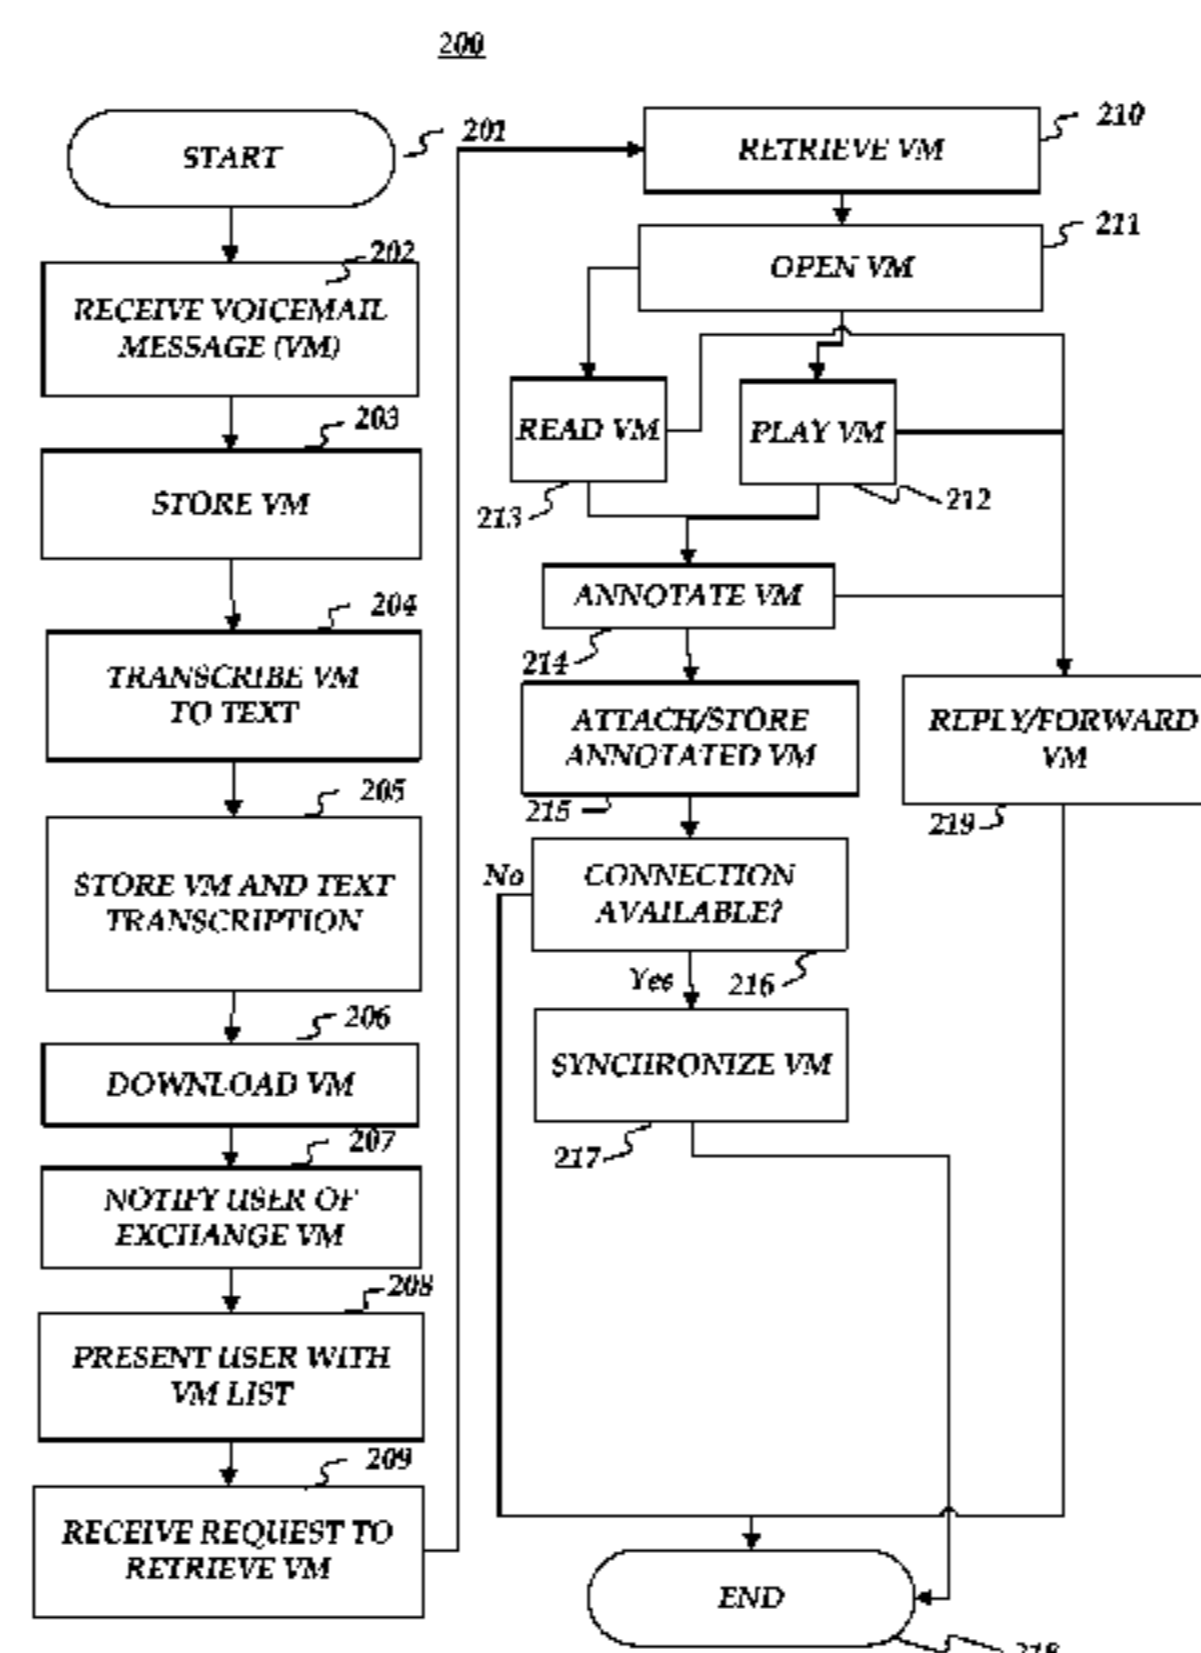 200
START
201
202
RECEIVE VOICEMAIL
MESSAGE (VM)
203
STORE VM
204
TRANSCRIBE VM
TO TEXT
205
STORE VM AND TEXT
TRANSCRIPTION
206
DOWNLOAD VM
207
NOTIFY USER OF
EXCHANGE VM
208
PRESENT USER WITH
VM LIST
209
RECEIVE REQUEST TO
RETRIEVE VM
210
RETRIEVE VM
211
OPEN VM
READ VM
213
PLAY VM
212
ANNOTATE VM
214
ATTACH/STORE
ANNOTATED VM
215
REPLY/FORWARD
VM
219
No
CONNECTION
AVAILABLE?
Yes
216
SYNCHRONIZE VM
217
END
218